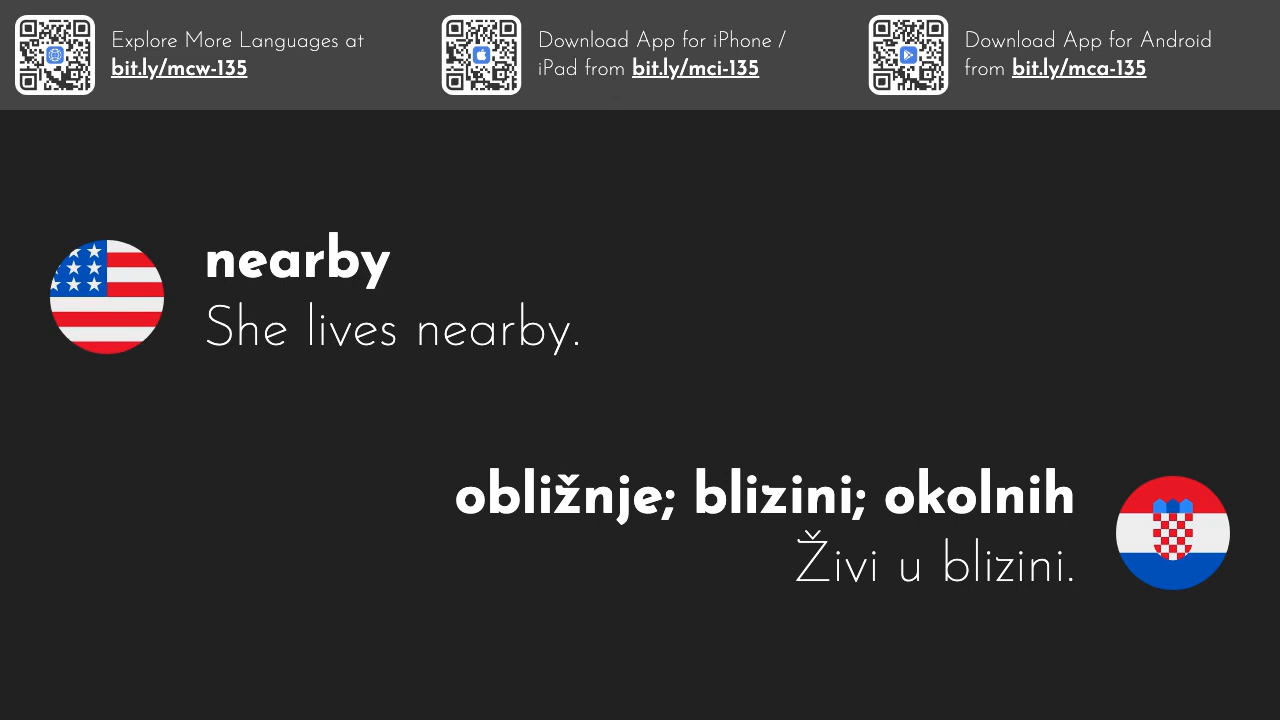 Explore More Languages at
bit.ly/mcw-135
Download App for iPhone /
iPad from bit.ly/mci-135
Download App for Android
from bit.ly/mca-135
nearby
She lives nearby.
obližnje; blizini; okolnih
Živi u blizini.